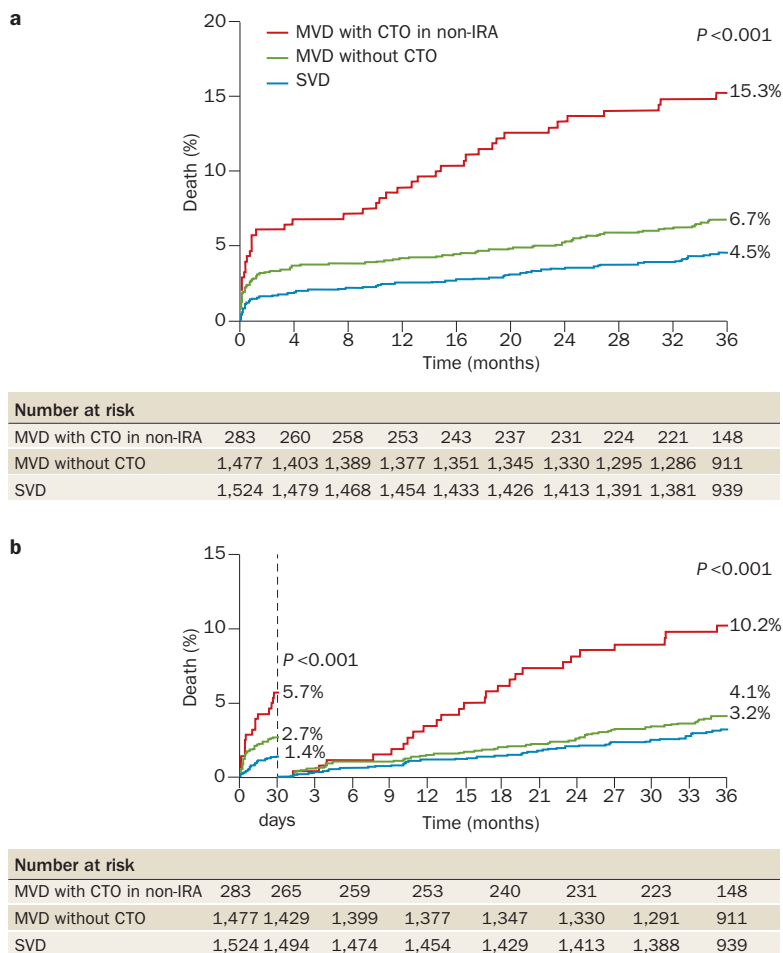 a
20
MVD with CTO in non-IRA
P <0.001
MVD without CTO
SVD
15
15.3%
Death (%)
10
6.7%
5
4.5%
0
0 4 8 12 16 20 24 28 32 36
Time (months)
Number at risk
MVD with CTO in non-IRA 283 260 258 253 243 237 231 224 221 148
MVD without CTO 1,477 1,403 1,389 1,377 1,351 1,345 1,330 1,295 1,286 911
SVD 1,524 1,479 1,468 1,454 1,433 1,426 1,413 1,391 1,381 939
b
15
P <0.001
10
10.2%
Death (%)
P <0.001
5
5.7%
4.1%
3.2%
2.7%
1.4%
0
0 30 3 6 9 12 15 18 21 24 27 30 33 36
days Time (months)
Number at risk
MVD with CTO in non-IRA 283 265 259 253 240 231 223 148
MVD without CTO 1,477 1,429 1,399 1,377 1,347 1,330 1,291 911
SVD 1,524 1,494 1,474 1,454 1,429 1,413 1,388 939